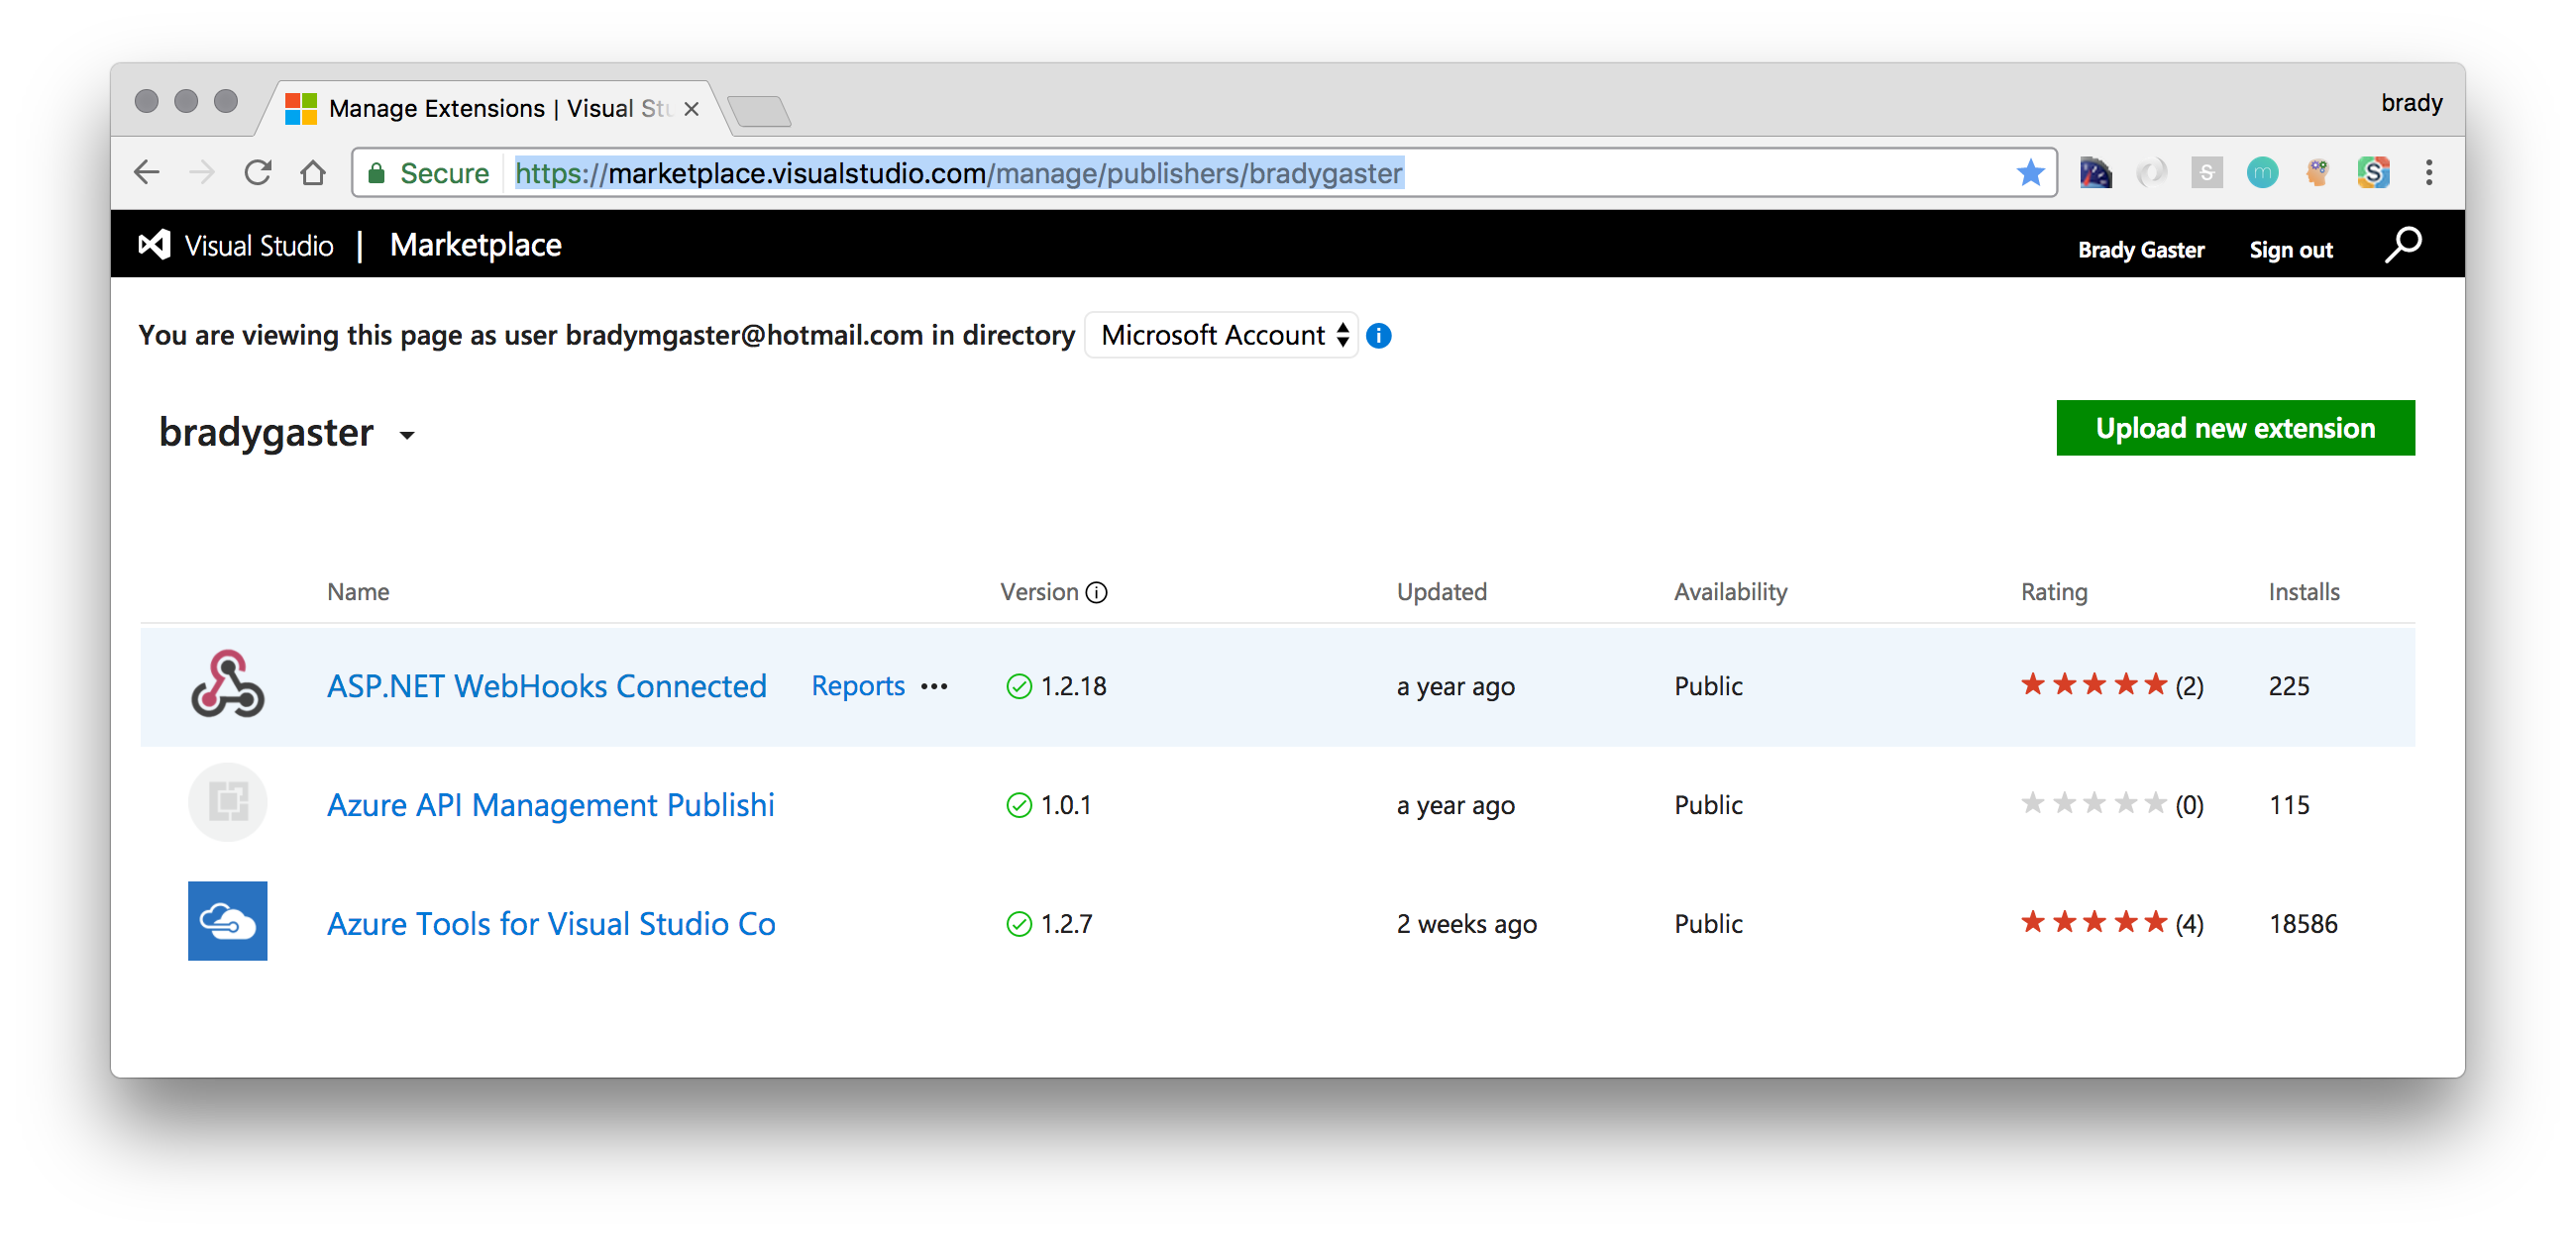 Manage Extensions | Visual Stu
brady
Secure https://marketplace.visualstudio.com/manage/publishers/bradygaster
Visual Studio | Marketplace Brady Gaster Sign out
You are viewing this page as user bradymgaster@hotmail.com in directory Microsoft Account
bradygaster Upload new extension
Name Version Updated Availability Rating Installs
ASP.NET WebHooks Connected Reports ••• 1.2.18 a year ago Public (2) 225
Azure API Management Publishi 1.0.1 a year ago Public (0) 115
Azure Tools for Visual Studio Co 1.2.7 2 weeks ago Public (4) 18586